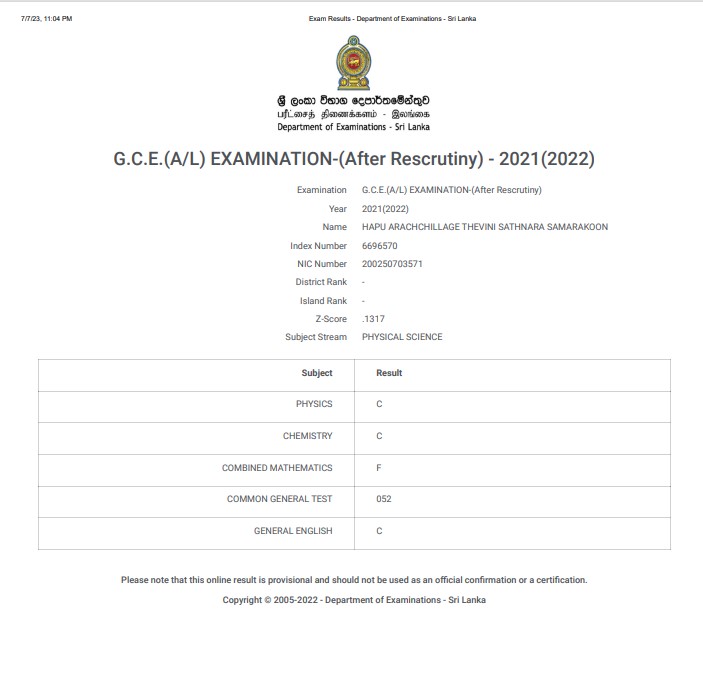 7/7/23, 11:04 PM Exam Results - Department of Examinations - Sri Lanka
ශ්‍රී ලංකා විභාග දෙපාර්තමේන්තුව
பரீட்சைத் திணைக்களம் - இலங்கை
Department of Examinations - Sri Lanka
G.C.E.(A/L) EXAMINATION-(After Rescrutiny) - 2021(2022)
Examination G.C.E.(A/L) EXAMINATION-(After Rescrutiny)
Year 2021(2022)
Name HAPU ARACHCHILLAGE THEVINI SATHNARA SAMARAKOON
Index Number 6696570
NIC Number 200250703571
District Rank -
Island Rank -
Z-Score .1317
Subject Stream PHYSICAL SCIENCE
Subject Result
PHYSICS C
CHEMISTRY C
COMBINED MATHEMATICS F
COMMON GENERAL TEST 052
GENERAL ENGLISH C
Please note that this online result is provisional and should not be used as an official confirmation or a certification.
Copyright © 2005-2022 - Department of Examinations - Sri Lanka